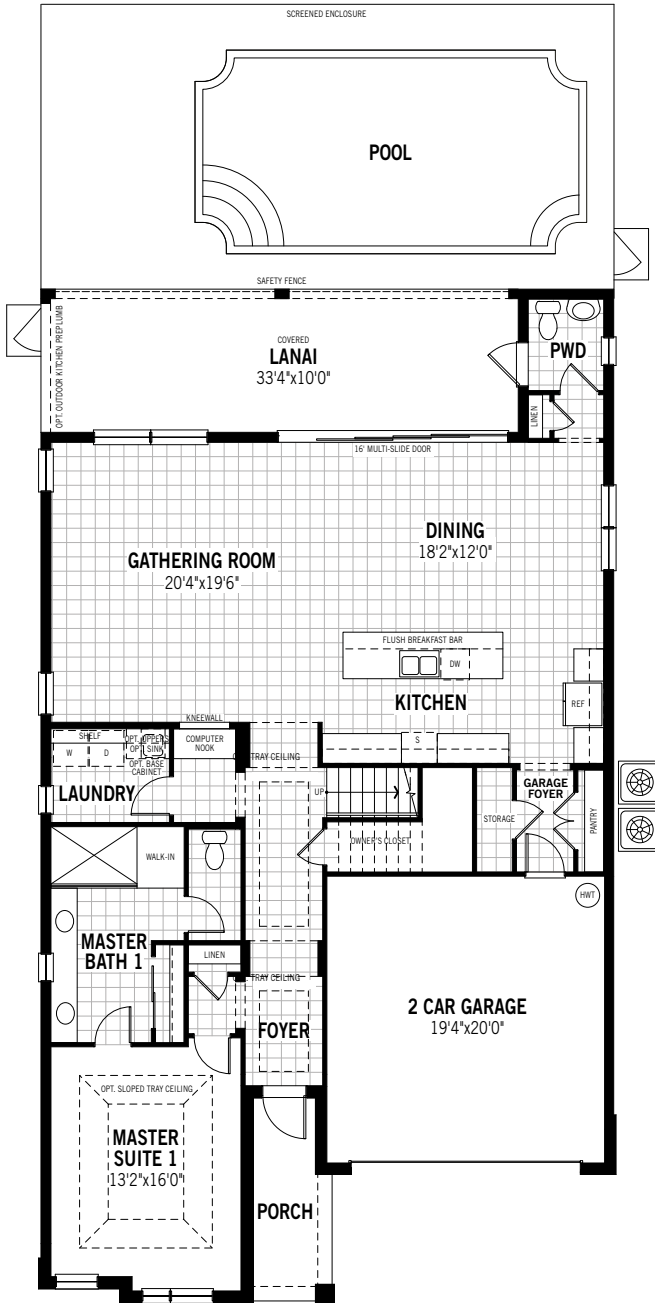 SCREENED ENCLOSURE
POOL
SAFETY FENCE
OPT. OUTDOOR KITCHEN PREPLUMB
COVERED
LANAI
33'4"x10'0"
PWD
LINEN
16' MULTI-SLIDE DOOR
DINING
18'2"x12'0"
GATHERING ROOM
20'4"x19'6"
FLUSH BREAKFAST BAR
DW
KITCHEN
REF
S
KNEEWALL
SHELF
W
D
OPT. UPPERS
OPT. SINK
OPT. BASE
CABINET
COMPUTER
NOOK
TRAY CEILING
LAUNDRY
UP
GARAGE
FOYER
STORAGE
PANTRY
OWNER'S CLOSET
WALK-IN
HWT
MASTER
BATH 1
LINEN
TRAY CEILING
FOYER
2 CAR GARAGE
19'4"x20'0"
OPT. SLOPED TRAY CEILING
MASTER
SUITE 1
13'2"x16'0"
PORCH